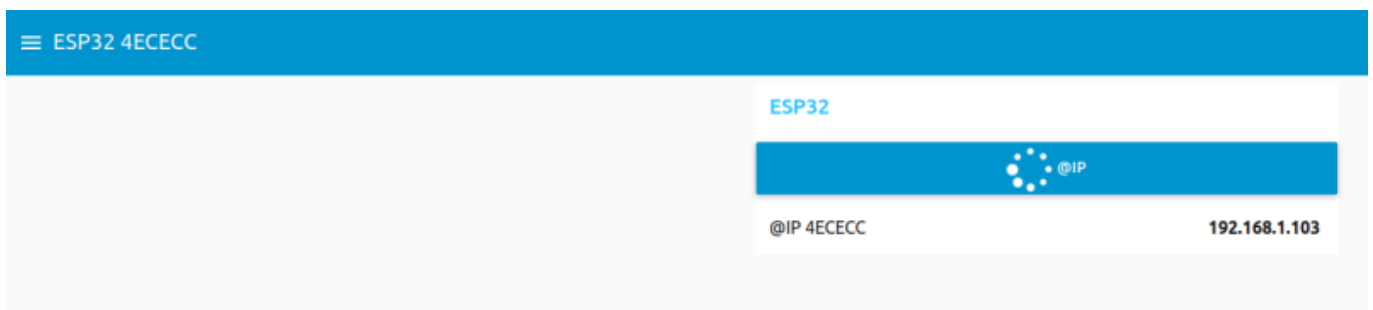 ESP32 4ECECC
ESP32
@IP
@IP 4ECECC 192.168.1.103